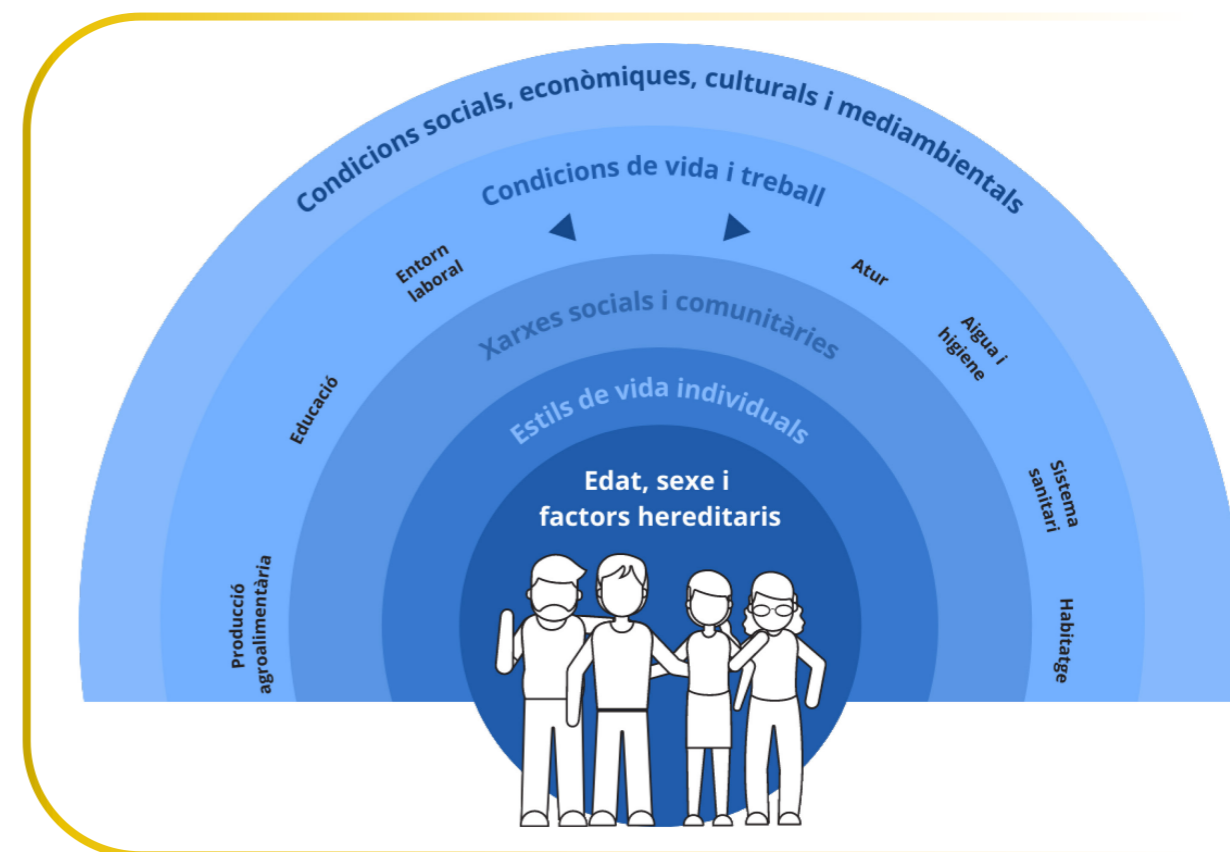 Condicions socials, econòmiques, culturals i mediambientals
Condicions de vida i treball
Entorn
laboral
Atur
Aigua i
higiene
Educació
Sistema
sanitari
Producció
agroalimentària
Habitatge
Xarxes socials i comunitàries
Estils de vida individuals
Edat, sexe i
factors hereditaris